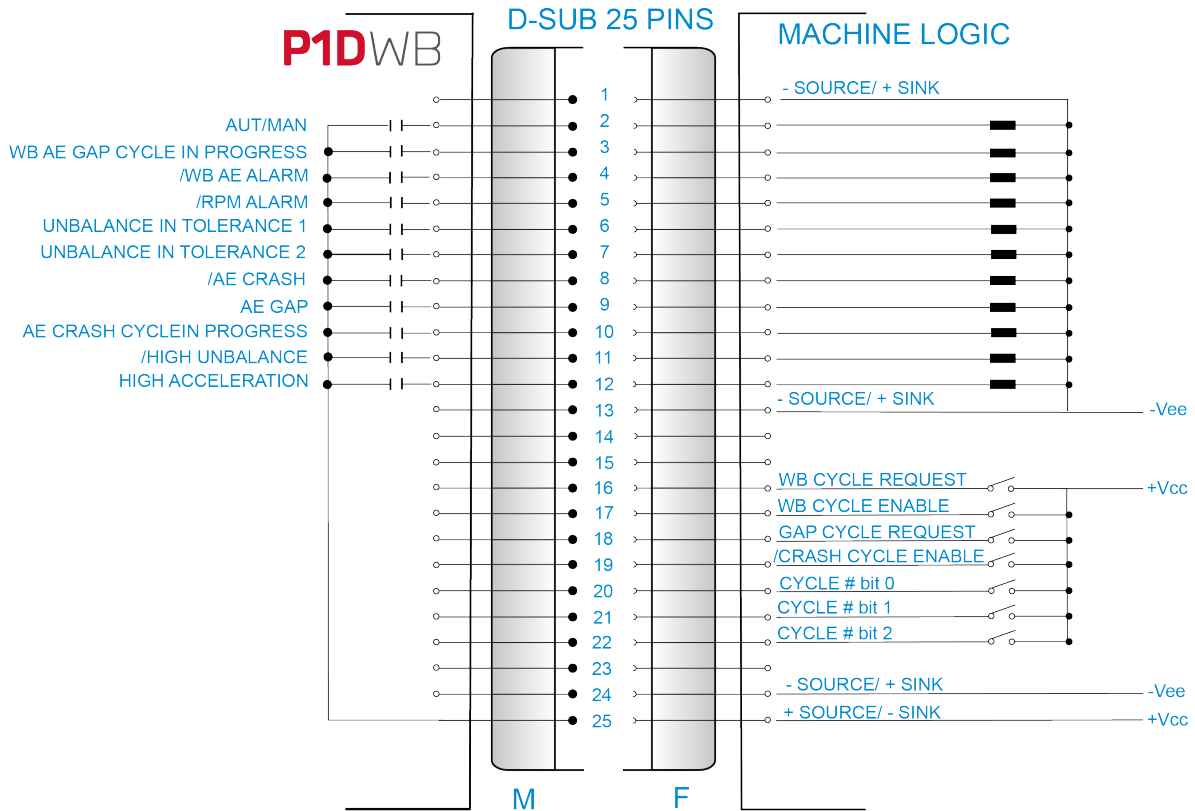 D-SUB 25 PINS
P1DWB
MACHINE LOGIC
1
- SOURCE/ + SINK
AUT/MAN
2
WB AE GAP CYCLE IN PROGRESS
3
/WB AE ALARM
4
/RPM ALARM
5
UNBALANCE IN TOLERANCE 1
6
UNBALANCE IN TOLERANCE 2
7
/AE CRASH
8
AE GAP
9
AE CRASH CYCLEIN PROGRESS
10
/HIGH UNBALANCE
11
HIGH ACCELERATION
12
13
- SOURCE/ + SINK
-Vee
14
15
16
WB CYCLE REQUEST
+Vcc
17
WB CYCLE ENABLE
18
GAP CYCLE REQUEST
19
/CRASH CYCLE ENABLE
20
CYCLE # bit 0
21
CYCLE # bit 1
22
CYCLE # bit 2
23
24
- SOURCE/ + SINK
-Vee
25
+ SOURCE/ - SINK
+Vcc
M
F